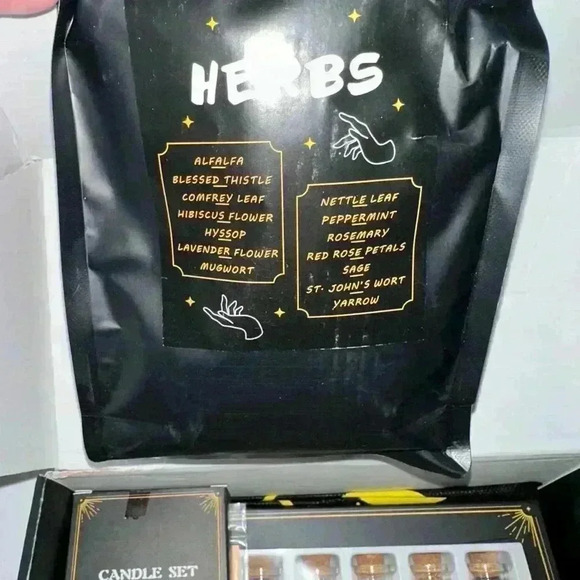 HERBS
ALFALFA
BLESSED THISTLE
COMFREY LEAF
HIBISCUS FLOWER
HYSSOP
LAVENDER FLOWER
MUGWORT
NETTLE LEAF
PEPPERMINT
ROSEMARY
RED ROSE PETALS
SAGE
ST. JOHN'S WORT
YARROW
CANDLE SET